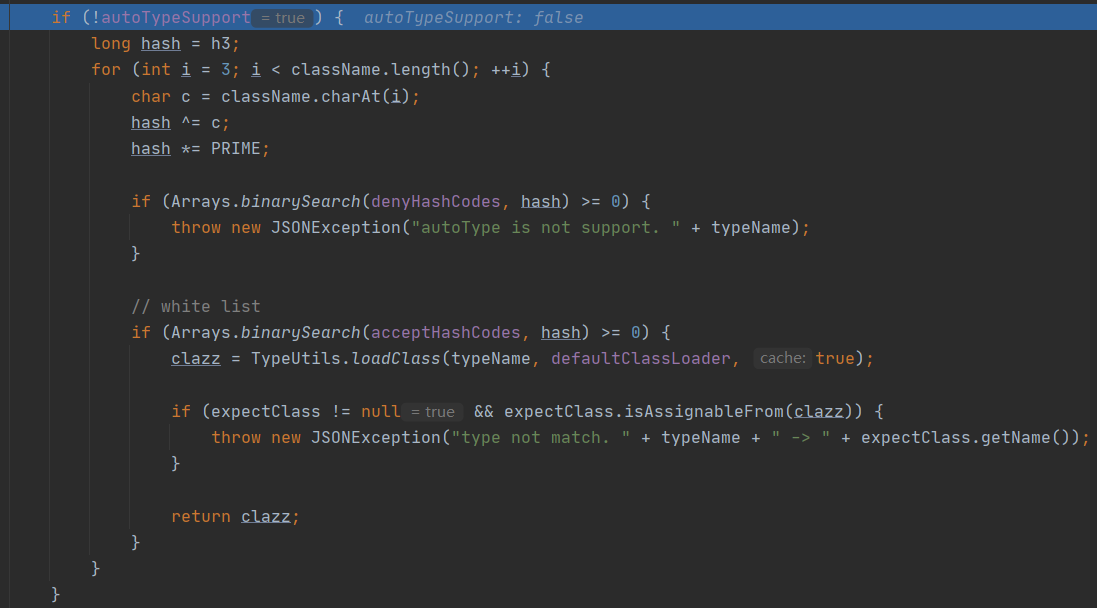 if (!autoTypeSupport = true ) { autoTypeSupport: false
long hash = h3;
for (int i = 3; i < className.length(); ++i) {
char c = className.charAt(i);
hash ^= c;
hash *= PRIME;
if (Arrays.binarySearch(denyHashCodes, hash) >= 0) {
throw new JSONException("autoType is not support. " + typeName);
}
// white list
if (Arrays.binarySearch(acceptHashCodes, hash) >= 0) {
clazz = TypeUtils.loadClass(typeName, defaultClassLoader, cache: true);
if (expectClass != null = true && expectClass.isAssignableFrom(clazz)) {
throw new JSONException("type not match. " + typeName + " -> " + expectClass.getName());
}
return clazz;
}
}
}